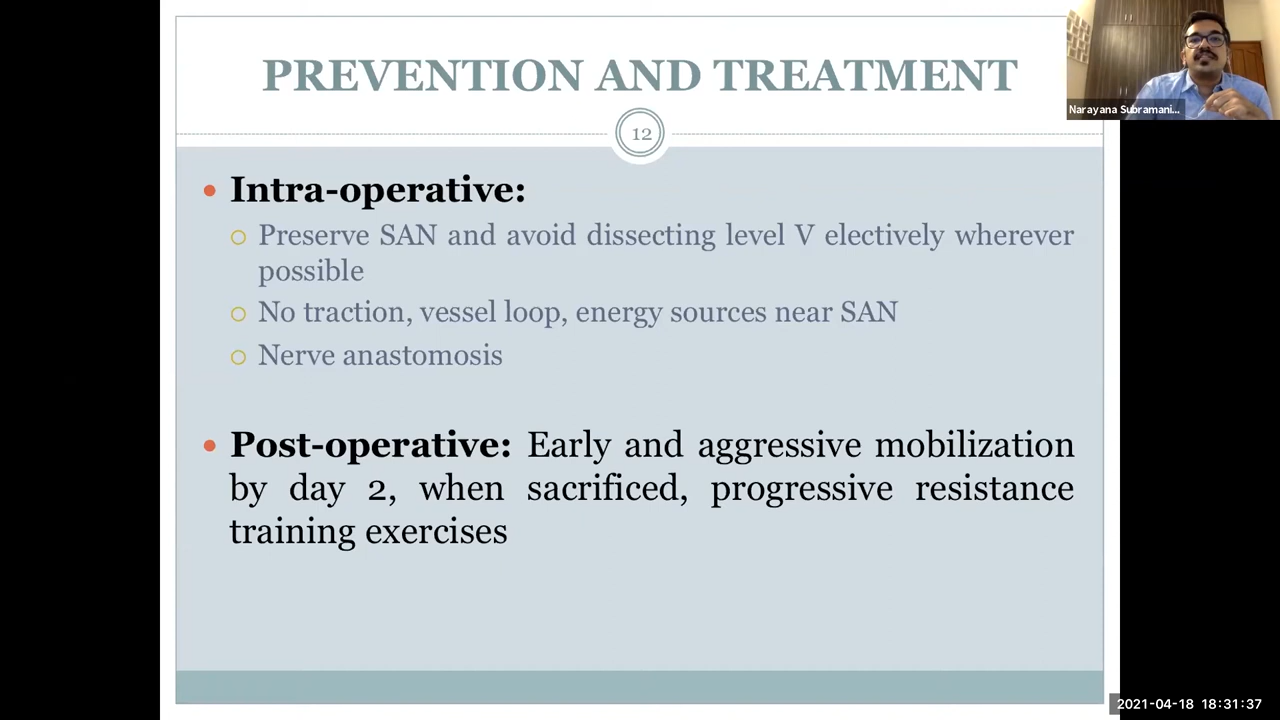 PREVENTION AND TREATMENT
Narayana Subramani...
12
Intra-operative:
Preserve SAN and avoid dissecting level V electively wherever
possible
No traction, vessel loop, energy sources near SAN
Nerve anastomosis
Post-operative: Early and aggressive mobilization
by day 2, when sacrificed, progressive resistance
training exercises
2021-04-18 18:31:37